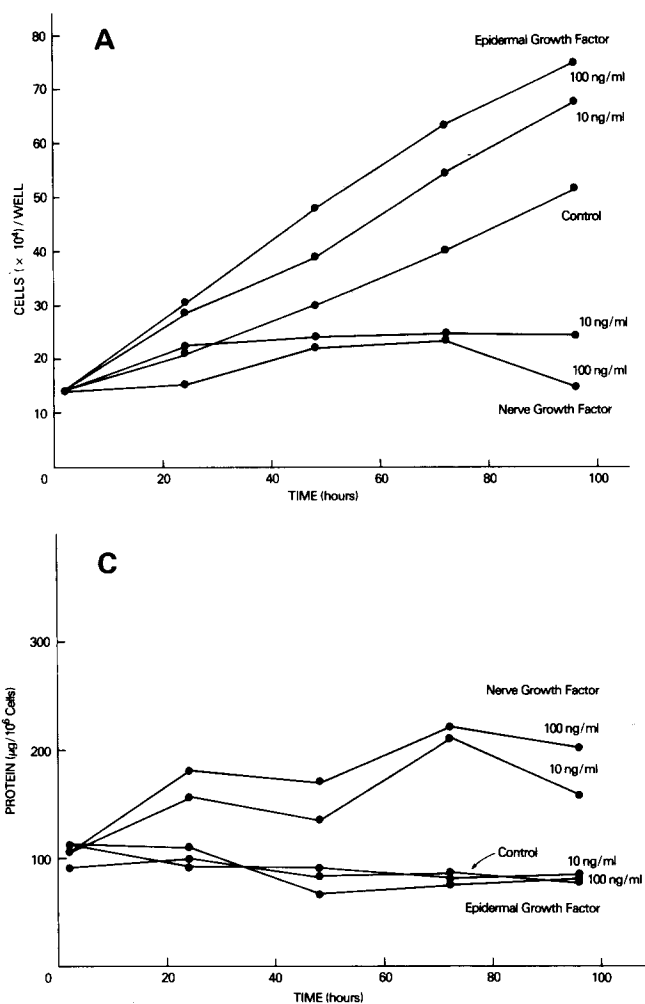 A
Epidermal Growth Factor
80
100 ng/ml
70
10 ng/ml
60
50
Control
CELLS (× 10⁴) / WELL
40
30
10 ng/ml
20
100 ng/ml
10
Nerve Growth Factor
0
20
40
60
80
100
TIME (hours)
C
300
Nerve Growth Factor
100 ng/ml
200
10 ng/ml
PROTEIN (µg/10⁶ Cells)
Control
100
10 ng/ml
100 ng/ml
Epidermal Growth Factor
0
20
40
60
80
100
TIME (hours)